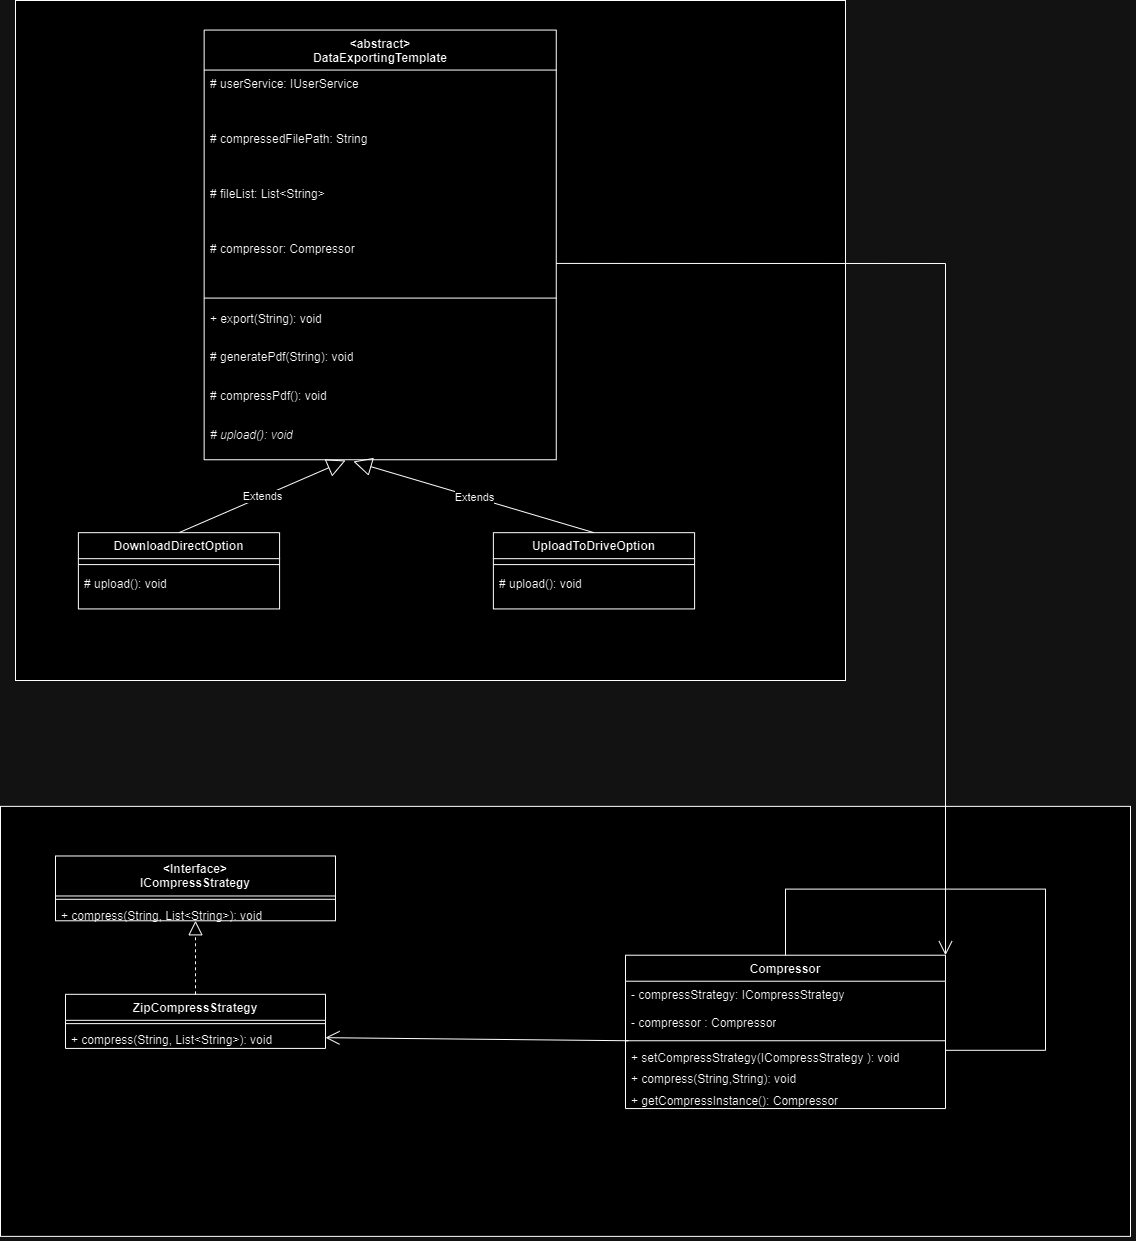 <abstract>
DataExportingTemplate
# userService: IUserService
# compressedFilePath: String
# fileList: List<String>
# compressor: Compressor
+ export(String): void
# generatePdf(String): void
# compressPdf(): void
# upload(): void
Extends
Extends
DownloadDirectOption
# upload(): void
UploadToDriveOption
# upload(): void
<Interface>
ICompressStrategy
+ compress(String, List<String>): void
ZipCompressStrategy
+ compress(String, List<String>): void
Compressor
- compressStrategy: ICompressStrategy
- compressor : Compressor
+ setCompressStrategy(ICompressStrategy ): void
+ compress(String,String): void
+ getCompressInstance(): Compressor